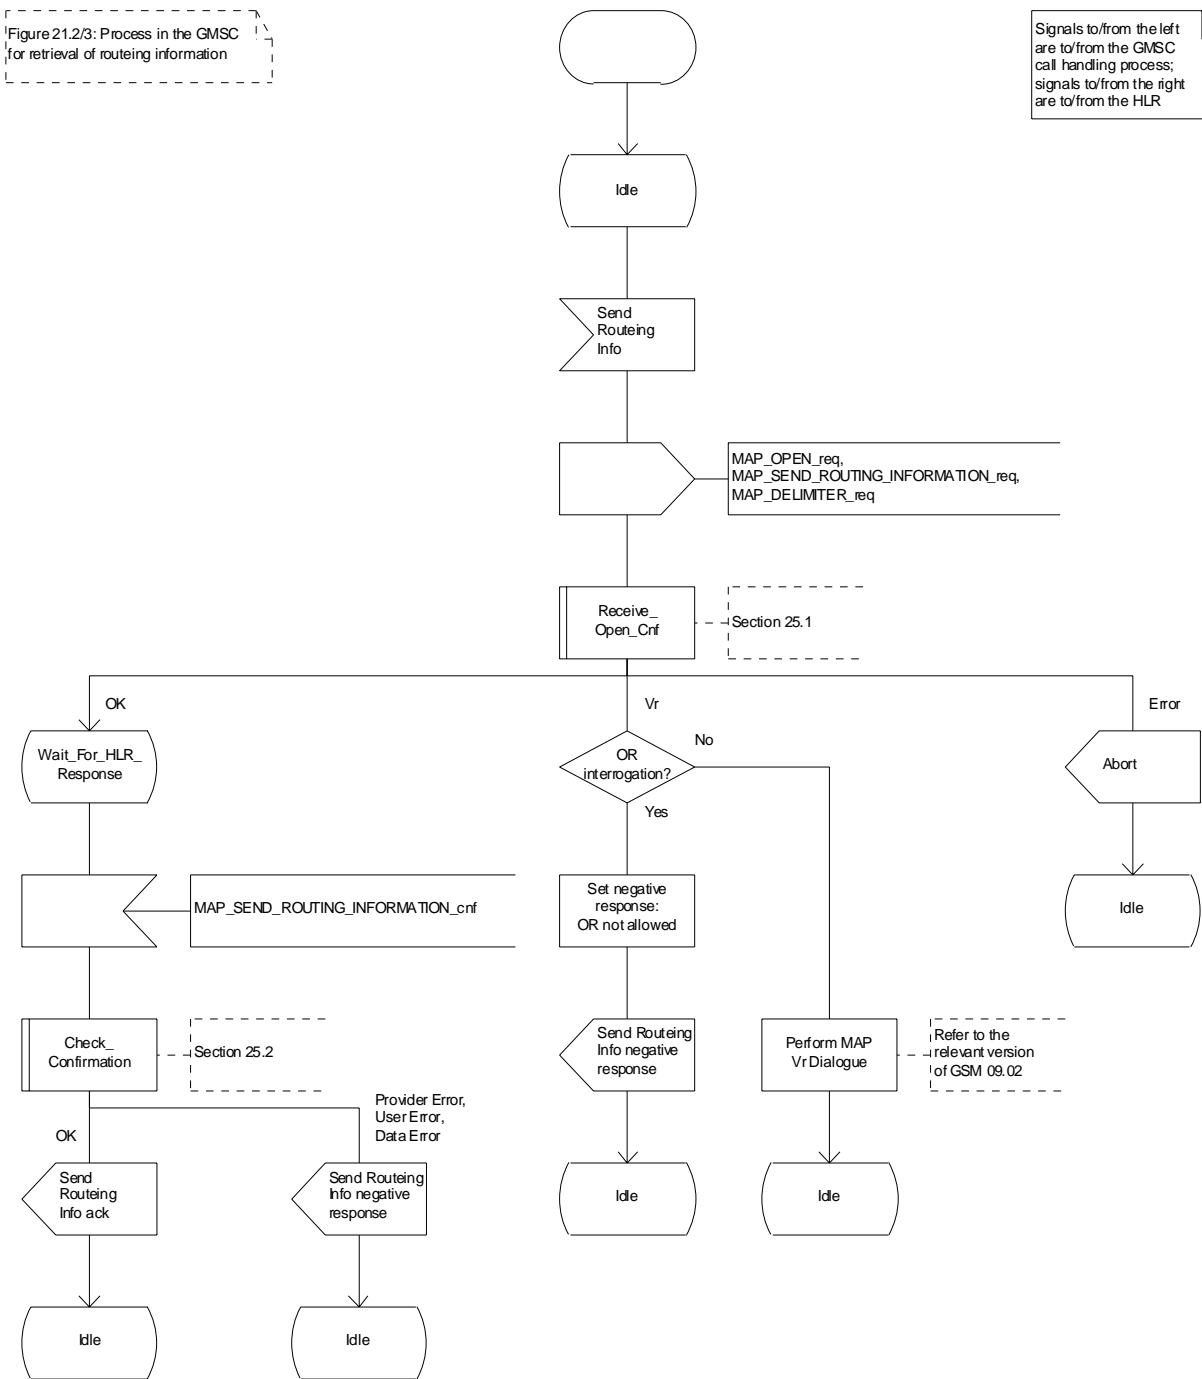 Figure 21.2/3: Process in the GMSC
for retrieval of routeing information
Signals to/from the left
are to/from the GMSC
call handling process;
signals to/from the right
are to/from the HLR
Idle
Send
Routeing
Info
MAP_OPEN_req,
MAP_SEND_ROUTING_INFORMATION_req,
MAP_DELIMITER_req
Receive_
Open_Cnf
Section 25.1
OK
Vr
Error
Wait_For_HLR_
Response
OR
interrogation?
No
Yes
Abort
MAP_SEND_ROUTING_INFORMATION_cnf
Set negative
response:
OR not allowed
Idle
Check_
Confirmation
Section 25.2
Send Routeing
Info negative
response
Perform MAP
Vr Dialogue
Refer to the
relevant version
of GSM 09.02
OK
Provider Error,
User Error,
Data Error
Send
Routeing
Info ack
Send Routeing
Info negative
response
Idle
Idle
Idle
Idle